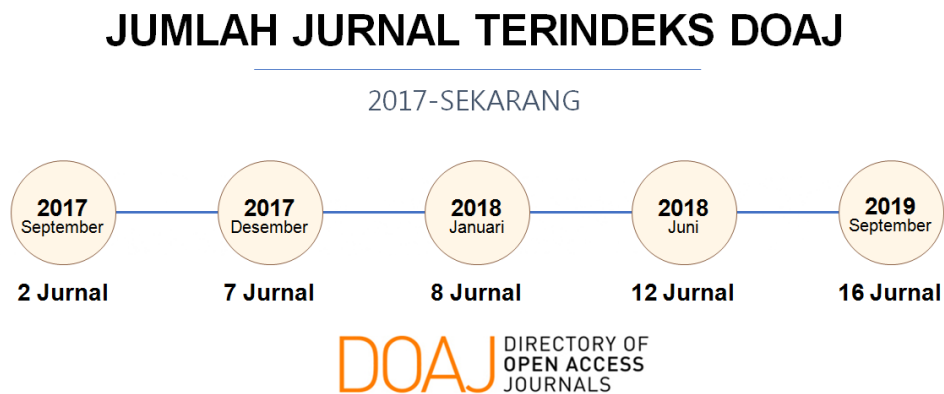 JUMLAH JURNAL TERINDEKS DOAJ
2017-SEKARANG
2017
September
2 Jurnal
2017
Desember
7 Jurnal
2018
Januari
8 Jurnal
2018
Juni
12 Jurnal
2019
September
16 Jurnal
DOAJ
DIRECTORY OF
OPEN ACCESS
JOURNALS